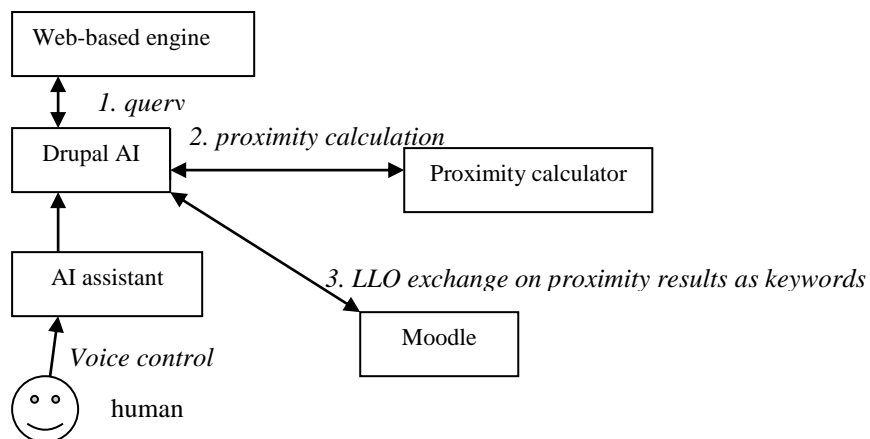 Web-based engine
1. query
2. proximity calculation
Drupal AI
Proximity calculator
AI assistant
3. LLO exchange on proximity results as keywords
Moodle
Voice control
human